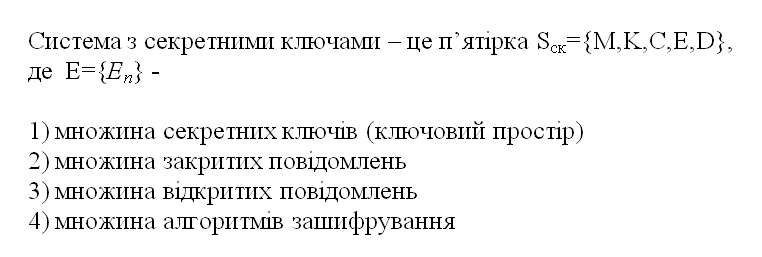 Система з секретними ключами – це п’ятірка Sск={M,K,C,E,D},
де E={Eп} -
1) множина секретних ключів (ключовий простір)
2) множина закритих повідомлень
3) множина відкритих повідомлень
4) множина алгоритмів зашифрування